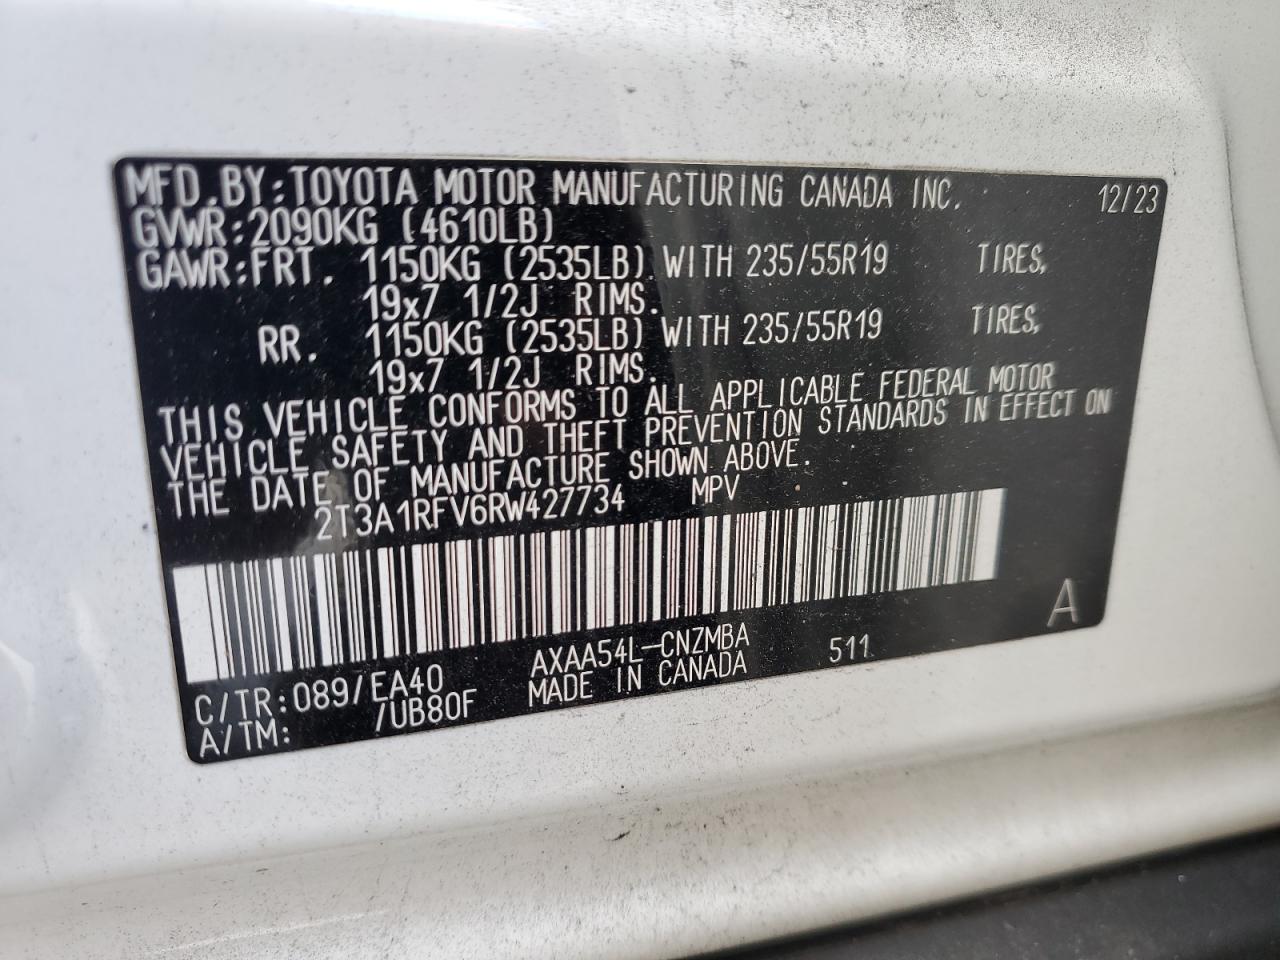 MFD.BY:TOYOTA MOTOR MANUFACTURING CANADA INC. 12/23
GVWR:2090KG (4610LB)
GAWR:FRT. 1150KG (2535LB) WITH 235/55R19 TIRES,
19x7 1/2J RIMS.
RR. 1150KG (2535LB) WITH 235/55R19 TIRES,
19x7 1/2J RIMS.
THIS VEHICLE CONFORMS TO ALL APPLICABLE FEDERAL MOTOR
VEHICLE SAFETY AND THEFT PREVENTION STANDARDS IN EFFECT ON
THE DATE OF MANUFACTURE SHOWN ABOVE.
2T3A1RFV6RW427734 MPV
A
C/TR:089/EA40 AXAA54L-CNZMBA 511
A/TM: /UB80F MADE IN CANADA